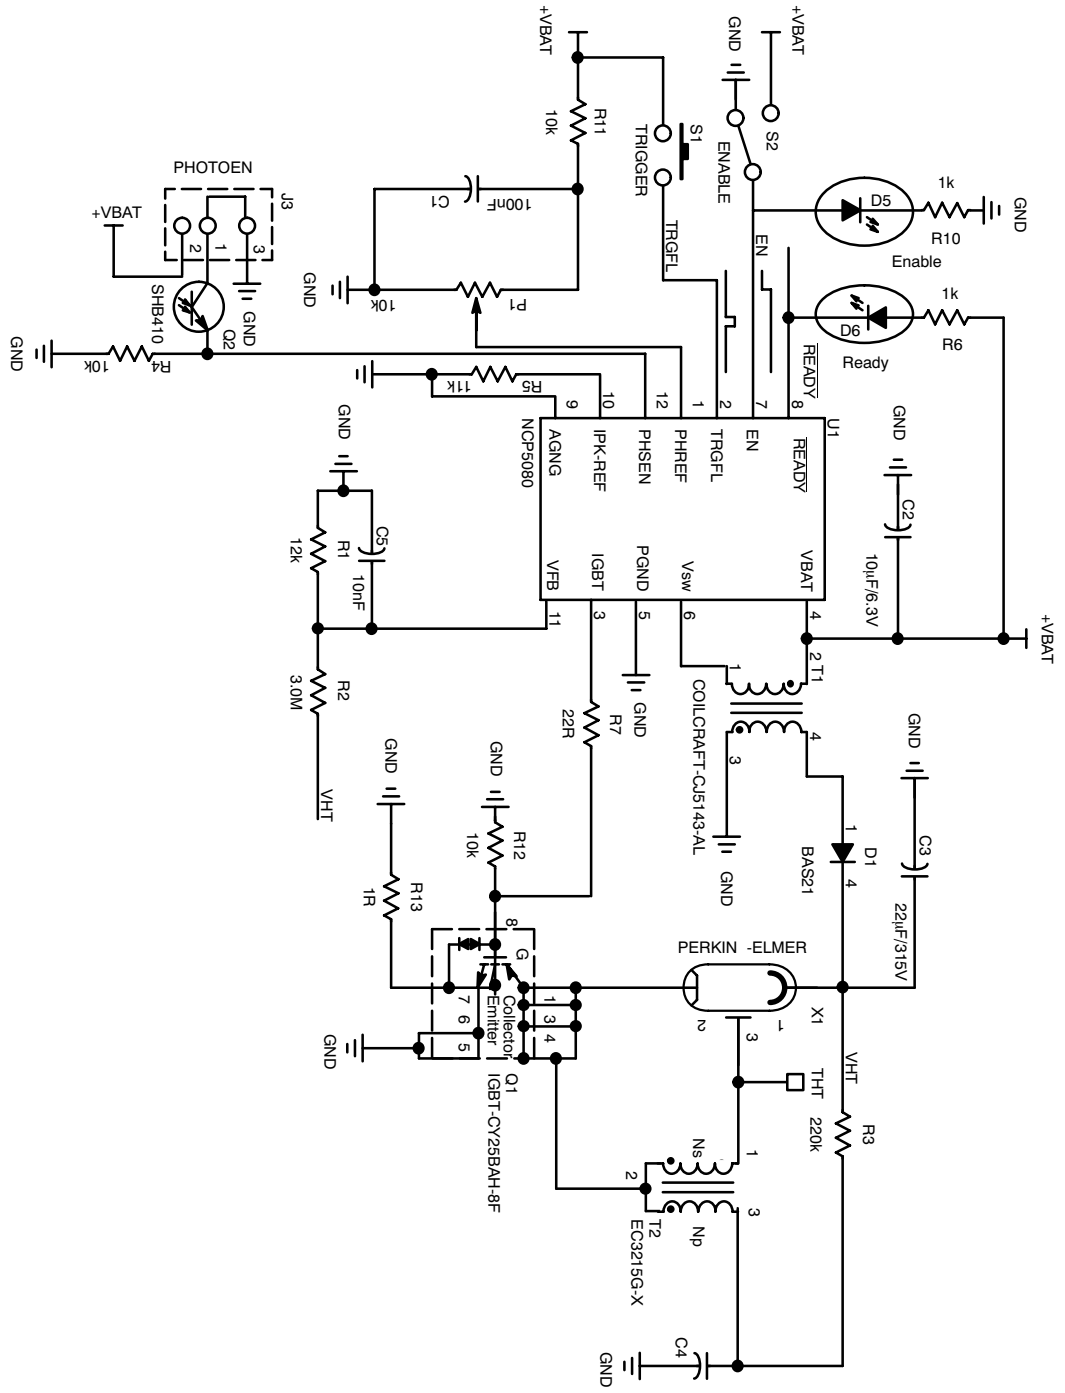 +VBAT
GND
+VBAT
S2
ENABLE
S1
TRIGGER
R11
10k
C1
100nF
PHOTOEN
J3
+VBAT
2
1
3
GND
SHB410
Q2
GND
R4
10k
GND
10k
P1
TRGFL
EN
D5
1k
R10
GND
Enable
D6
1k
R6
Ready
READY
GND
11k
R5
9
10
12
1
2
7
8
U1
NCP5080
AGNG
IPK-REF
PHSEN
PHREF
TRGFL
EN
READY
VFB
IGBT
PGND
Vsw
VBAT
11
3
5
6
4
GND
C2
10µF/6.3V
+VBAT
GND
C5
10nF
R1
12k
R2
3.0M
VHT
GND
R7
22R
2
T1
1
4
3
COILCRAFT-CJ5143-AL
GND
GND
C3
22µF/315V
1
D1
4
BAS21
GND
R12
10k
GND
R13
1R
8
G
Collector
Emitter
7
6
5
1
3
4
Q1
IGBT-CY25BAH-8F
GND
PERKIN -ELMER
X1
1
2
3
THT
VHT
R3
220k
1
Ns
2
3
Np
T2
EC3215G-X
C4
GND